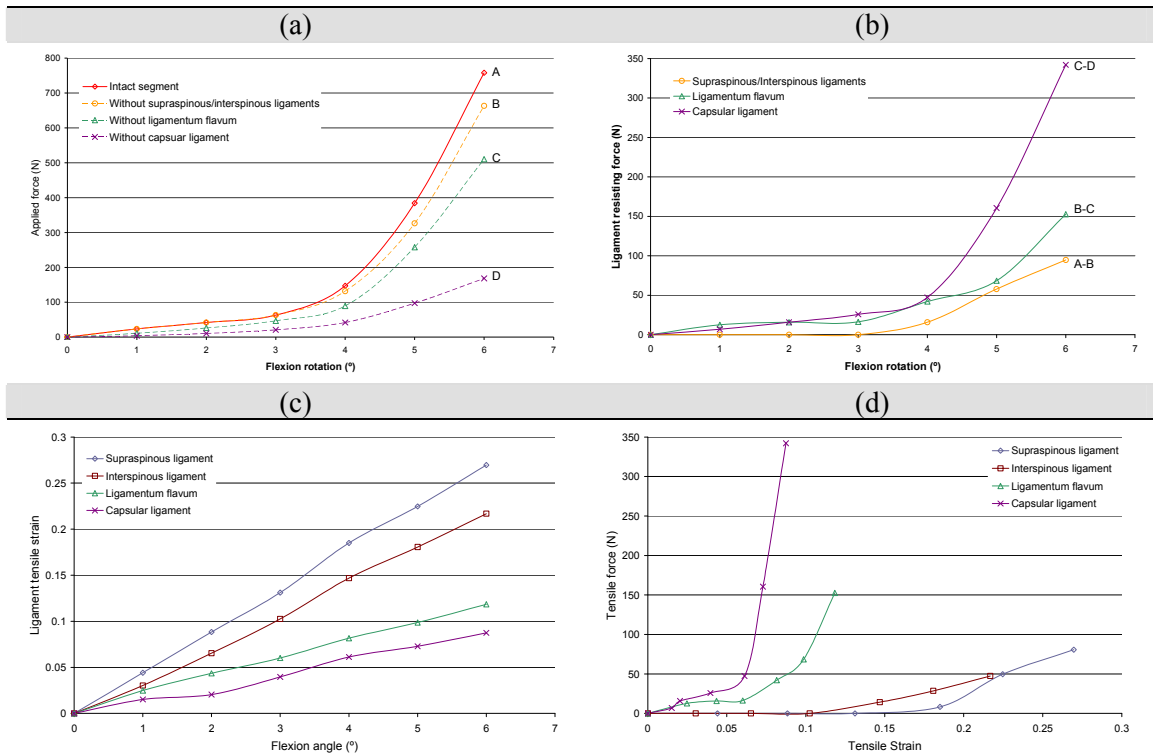 (a)
(b)
800
700
600
500
400
300
200
100
0
Applied force (N)
0 1 2 3 4 5 6 7
Flexion rotation (º)
Intact segment
Without supraspinous/interspinous ligaments
Without ligamentum flavum
Without capsuar ligament
A
B
C
D
350
300
250
200
150
100
50
0
Ligament resisting force (N)
0 1 2 3 4 5 6 7
Flexion rotation (º)
Supraspinous/Interspinous ligaments
Ligamentum flavum
Capsular ligament
C-D
B-C
A-B
(c)
(d)
0.3
0.25
0.2
0.15
0.1
0.05
0
Ligament tensile strain
0 1 2 3 4 5 6 7
Flexion angle (º)
Supraspinous ligament
Interspinous ligament
Ligamentum flavum
Capsular ligament
350
300
250
200
150
100
50
0
Tensile force (N)
0 0.05 0.1 0.15 0.2 0.25 0.3
Tensile Strain
Supraspinous ligament
Interspinous ligament
Ligamentum flavum
Capsular ligament